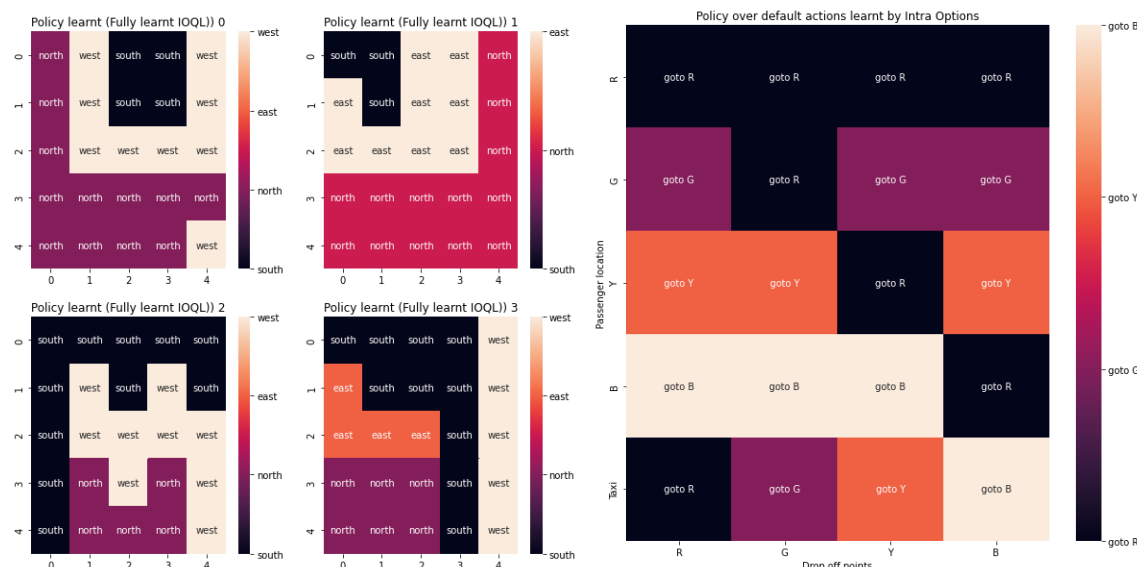 Policy learnt (Fully learnt IOQL)) 0
0 north west south south west
1 north west south south west
2 north west west west west
3 north north north north north
4 north north north north west
0 1 2 3 4
west
east
north
south
Policy learnt (Fully learnt IOQL)) 1
0 south south east east north
1 east south east east north
2 east east east east north
3 north north north north north
4 north north north north north
0 1 2 3 4
east
north
south
Policy learnt (Fully learnt IOQL)) 2
0 south south south south south
1 south west south west south
2 south west west west west
3 south north west north west
4 south north north north west
0 1 2 3 4
west
east
north
south
Policy learnt (Fully learnt IOQL)) 3
0 south south south south west
1 east south south south west
2 east east east south west
3 north north north south west
4 north north north south west
0 1 2 3 4
west
east
north
south
Policy over default actions learnt by Intra Options
Passenger location
R goto R goto R goto R goto R
G goto G goto R goto G goto G
Y goto Y goto Y goto R goto Y
B goto B goto B goto B goto R
Taxi goto R goto G goto Y goto B
R G Y B
Drop off points
goto B
goto Y
goto G
goto R